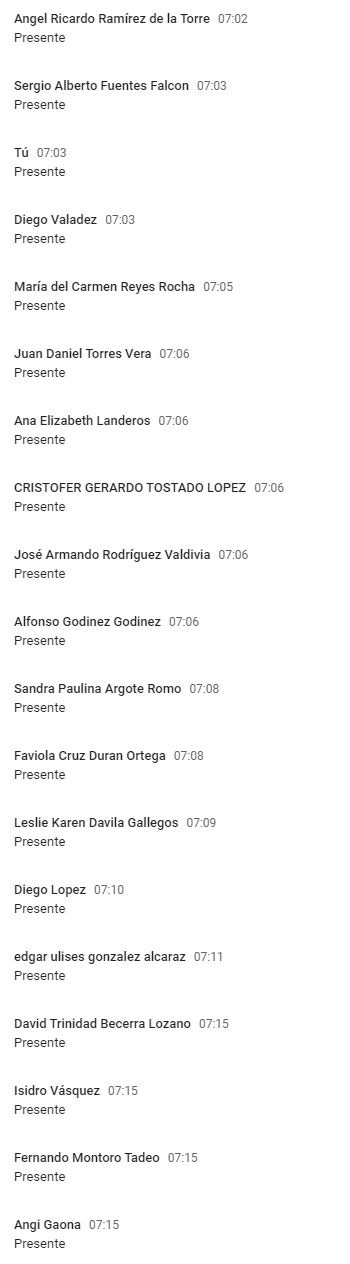 Angel Ricardo Ramírez de la Torre 07:02
Presente
Sergio Alberto Fuentes Falcon 07:03
Presente
Tú 07:03
Presente
Diego Valadez 07:03
Presente
María del Carmen Reyes Rocha 07:05
Presente
Juan Daniel Torres Vera 07:06
Presente
Ana Elizabeth Landeros 07:06
Presente
CRISTOFER GERARDO TOSTADO LOPEZ 07:06
Presente
José Armando Rodríguez Valdivia 07:06
Presente
Alfonso Godinez Godinez 07:06
Presente
Sandra Paulina Argote Romo 07:08
Presente
Faviola Cruz Duran Ortega 07:08
Presente
Leslie Karen Davila Gallegos 07:09
Presente
Diego Lopez 07:10
Presente
edgar ulises gonzalez alcaraz 07:11
Presente
David Trinidad Becerra Lozano 07:15
Presente
Isidro Vásquez 07:15
Presente
Fernando Montoro Tadeo 07:15
Presente
Angi Gaona 07:15
Presente